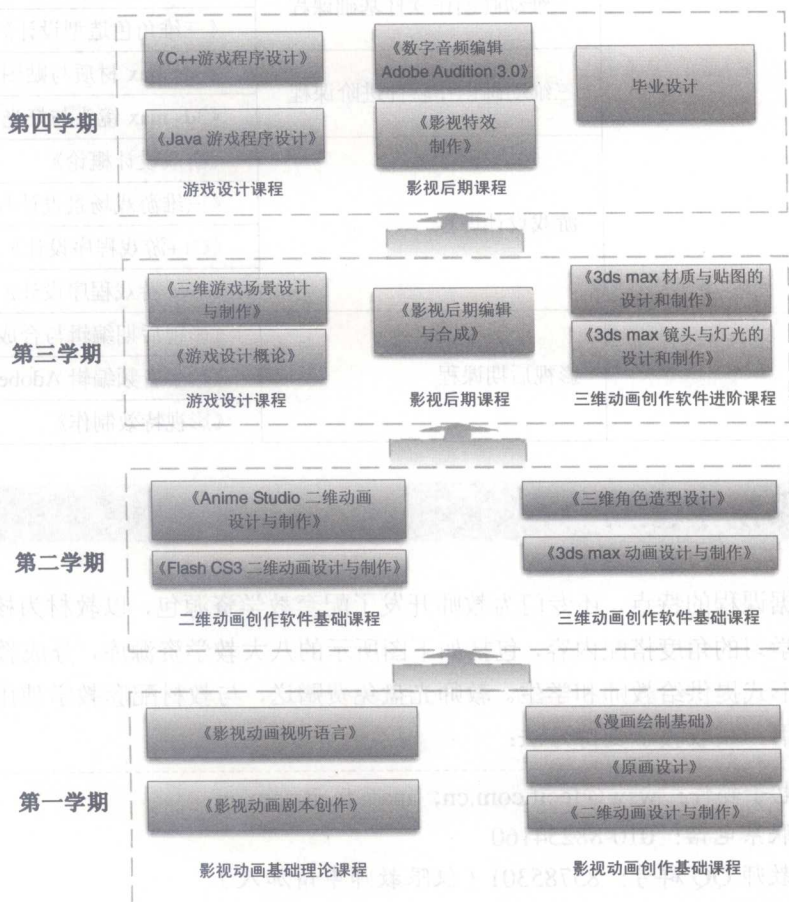 第四学期
《C++游戏程序设计》
《Java 游戏程序设计》
游戏设计课程
《数字音频编辑
Adobe Audition 3.0》
《影视特效
制作》
影视后期课程
毕业设计
第三学期
《三维游戏场景设计
与制作》
《游戏设计概论》
游戏设计课程
《影视后期编辑
与合成》
影视后期课程
《3ds max 材质与贴图的
设计和制作》
《3ds max 镜头与灯光的
设计和制作》
三维动画创作软件进阶课程
第二学期
《Anime Studio 二维动画
设计与制作》
《Flash CS3 二维动画设计与制作》
二维动画创作软件基础课程
《三维角色造型设计》
《3ds max 动画设计与制作》
三维动画创作软件基础课程
第一学期
《影视动画视听语言》
《影视动画剧本创作》
影视动画基础理论课程
《漫画绘制基础》
《原画设计》
《二维动画设计与制作》
影视动画创作基础课程